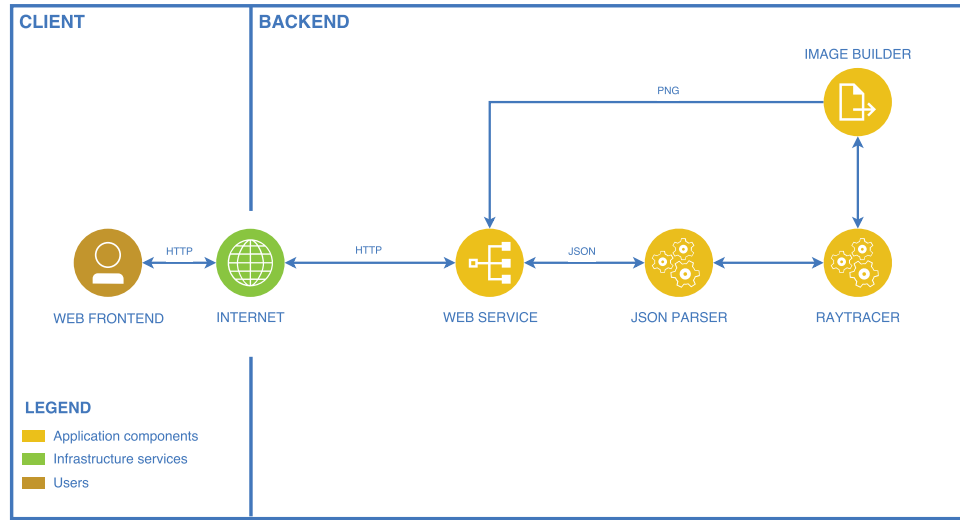 CLIENT
BACKEND
IMAGE BUILDER
PNG
HTTP
HTTP
JSON
WEB FRONTEND
INTERNET
WEB SERVICE
JSON PARSER
RAYTRACER
LEGEND
Application components
Infrastructure services
Users